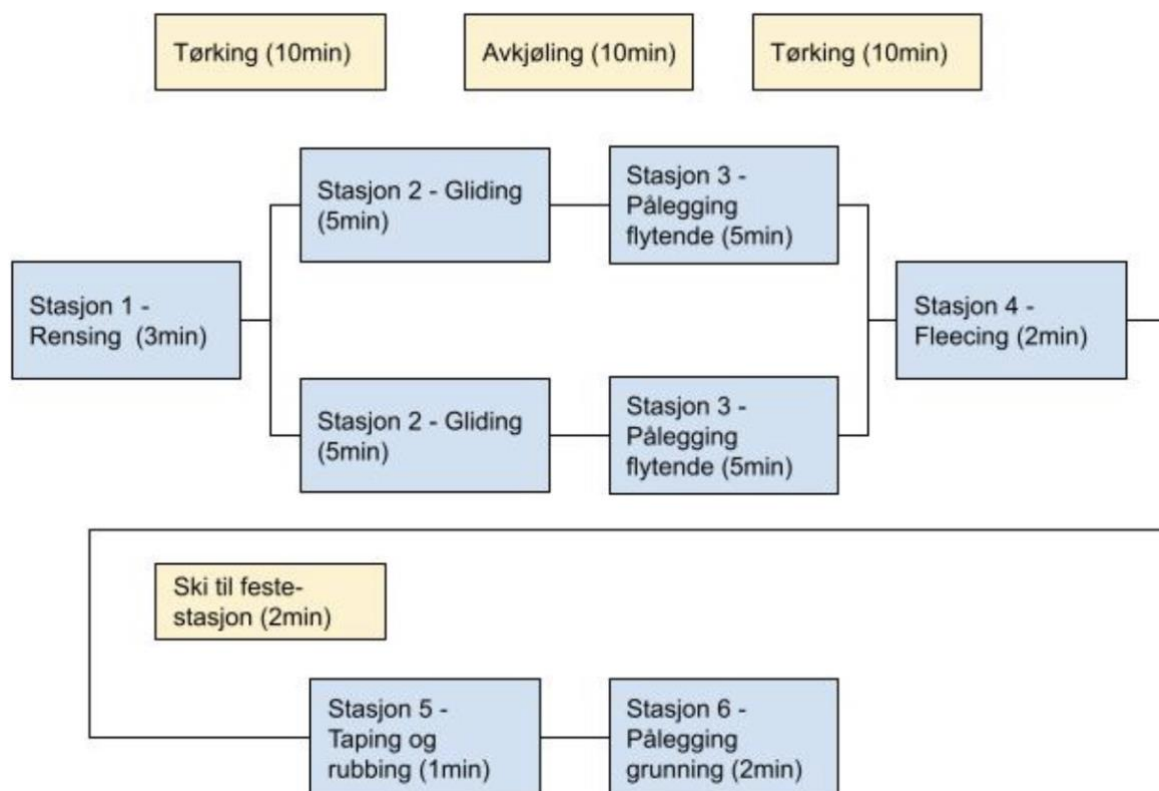 Tørking (10min)
Avkjøling (10min)
Tørking (10min)
Stasjon 2 - Gliding
(5min)
Stasjon 3 -
Pålegging
flytende (5min)
Stasjon 1 -
Rensing (3min)
Stasjon 4 -
Fleecing (2min)
Stasjon 2 - Gliding
(5min)
Stasjon 3 -
Pålegging
flytende (5min)
Ski til feste-
stasjon (2min)
Stasjon 5 -
Taping og
rubbing (1min)
Stasjon 6 -
Pålegging
grunning (2min)